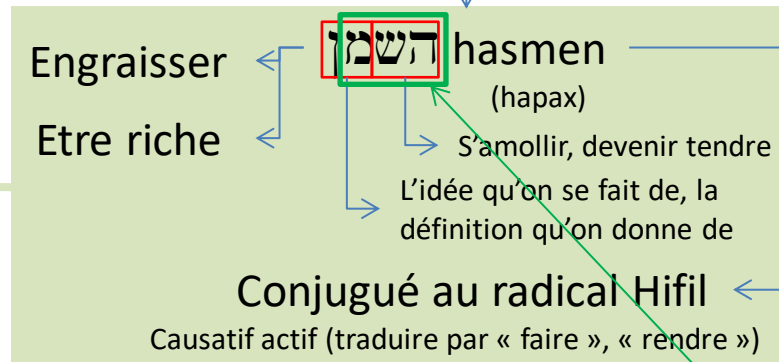 Engraisser
השמן hasmen
(hapax)
Etre riche
S'amollir, devenir tendre
L'idée qu'on se fait de, la
définition qu'on donne de
Conjugué au radical Hifil
Causatif actif (traduire par « faire », « rendre »)